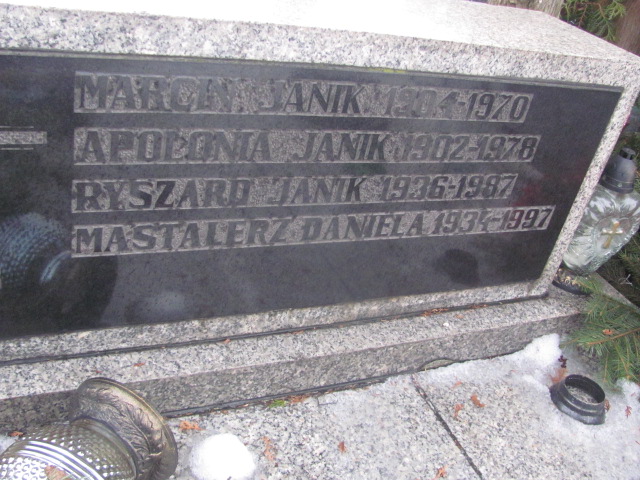 MARCIN JANIK 1904-1970
APOLONIA JANIK 1902-1978
RYSZARD JANIK 1936-1987
MASTALERZ DANIELA 1934-1997